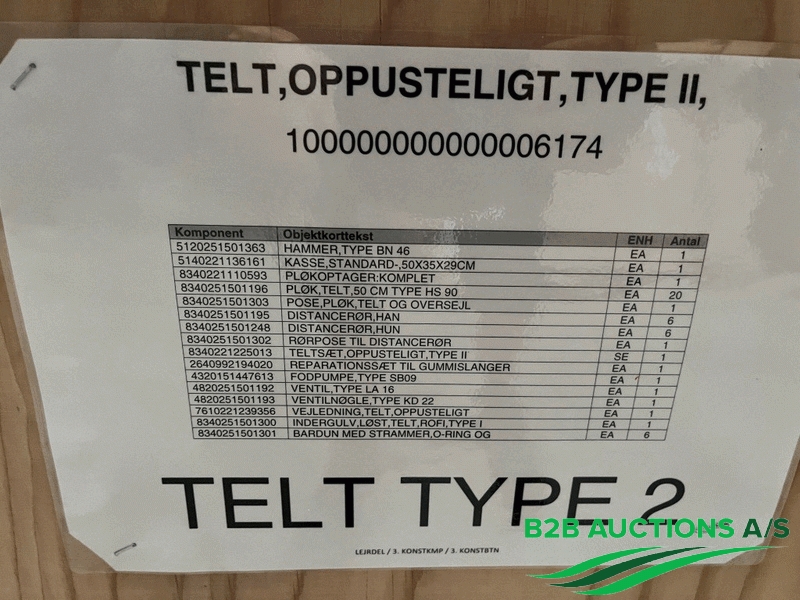 TELT,OPPUSTELIGT,TYPE II,
100000000000006174
Komponent Objektkorttekst ENH Antal
5120251501363 HAMMER,TYPE BN 46 EA 1
5140221136161 KASSE,STANDARD-,50X35X29CM EA 1
8340221110593 PLØKOPTAGER:KOMPLET EA 1
8340251501196 PLØK,TELT,50 CM TYPE HS 90 EA 20
8340251501303 POSE,PLØK,TELT OG OVERSEJL EA 1
8340251501195 DISTANCERØR,HAN EA 6
8340251501248 DISTANCERØR,HUN EA 6
8340251501302 RØRPOSE TIL DISTANCERØR EA 1
8340221225013 TELTSÆT,OPPUSTELIGT,TYPE II SE 1
2640992194020 REPARATIONSSÆT TIL GUMMISLANGER EA 1
4320151447613 FODPUMPE,TYPE SB09 EA 1
4820251501192 VENTIL,TYPE LA 16 EA 1
4820251501193 VENTILNØGLE,TYPE KD 22 EA 1
7610221239356 VEJLEDNING,TELT,OPPUSTELIGT EA 1
8340251501300 INDERGULV,LØST,TELT,ROFI,TYPE I EA 1
8340251501301 BARDUN MED STRAMMER,O-RING OG EA 6
TELT TYPE 2
LEJRDEL / 3. KONSTKMP / 3. KONSTBTN
B2B AUCTIONS A/S